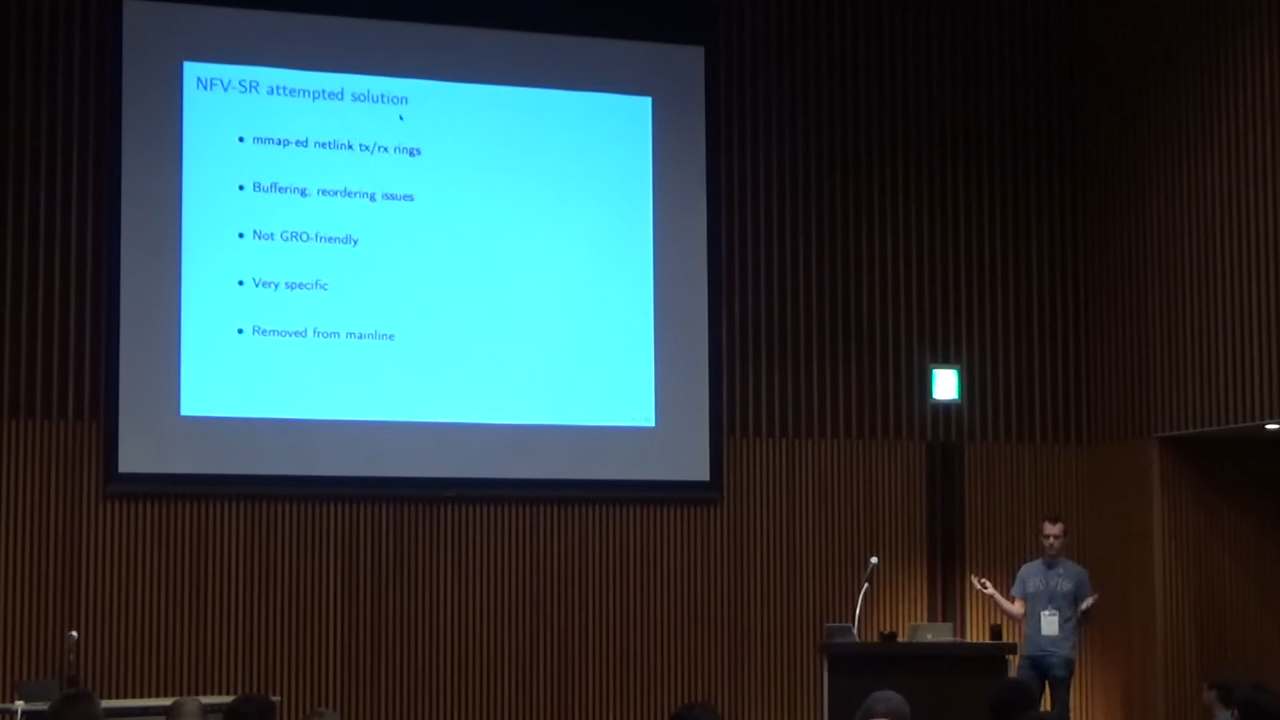 NFV-SR attempted solution
mmap-ed netlink tx/rx rings
Buffering, reordering issues
Not GRO-friendly
Very specific
Removed from mainline